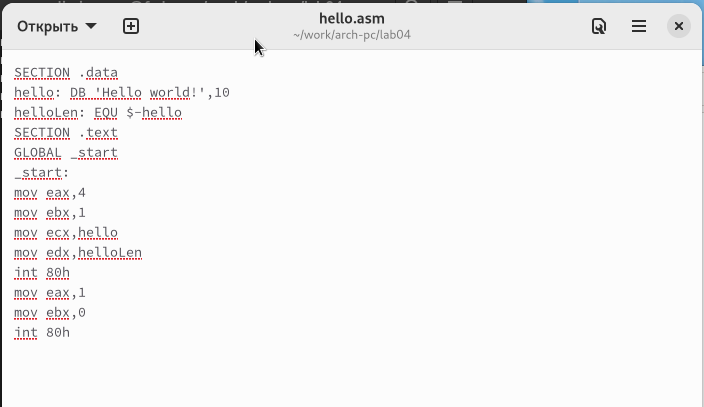 Открыть
hello.asm
~/work/arch-pc/lab04
SECTION .data
hello: DB 'Hello world!',10
helloLen: EQU $-hello
SECTION .text
GLOBAL _start
_start:
mov eax,4
mov ebx,1
mov ecx,hello
mov edx,helloLen
int 80h
mov eax,1
mov ebx,0
int 80h